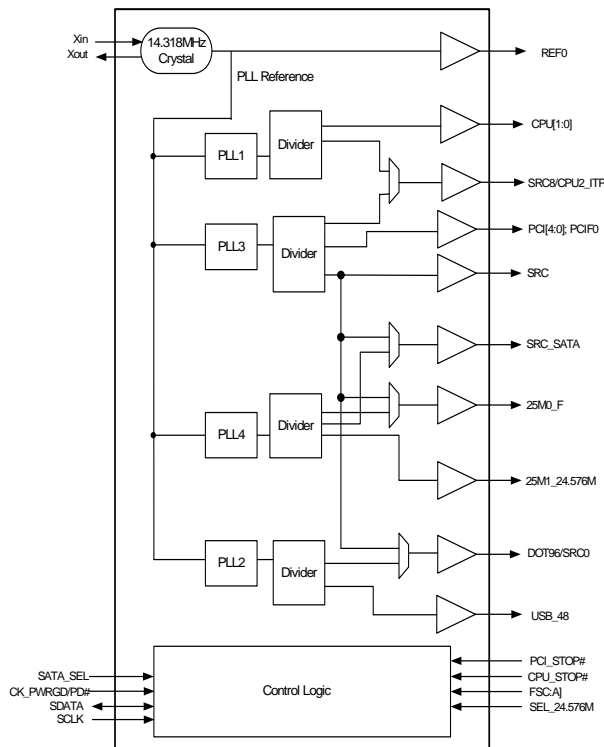 Xin
Xout
14.318MHz
Crystal
REF0
PLL Reference
CPU[1:0]
PLL1
Divider
SRC8/CPU2_ITP
PCI[4:0]; PCIF0
PLL3
Divider
SRC
SRC_SATA
25M0_F
PLL4
Divider
25M1_24.576M
DOT96/SRC0
PLL2
Divider
USB_48
SATA_SEL
CK_PWRGD/PD#
SDATA
SCLK
Control Logic
PCI_STOP#
CPU_STOP#
FSC:A]
SEL_24.576M